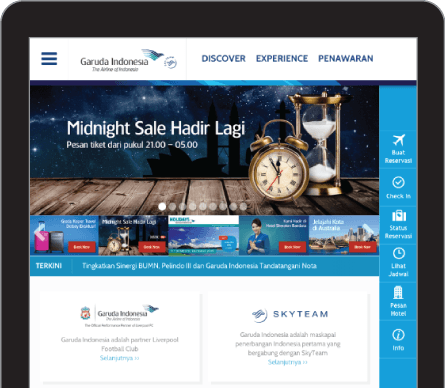 Garuda Indonesia
The Airline of Indonesia
DISCOVER EXPERIENCE PENAWARAN
Midnight Sale Hadir Lagi
Pesan tiket dari pukul 21.00 – 05.00
Buat
Reservasi
Check In
Status
Reservasi
Lihat
Jadwal
Pesan
Hotel
Info
Midnight Sale Hadir Lagi
Jelajahi Kota
di Australia
Book Now
Book Now
Book Now
Book Now
TERKINI Tingkatkan Sinergi BUMN, Pelindo III dan Garuda Indonesia Tandatangani Nota
Garuda Indonesia
The Airline of Indonesia
The Official Performance Partner of Liverpool FC
Garuda Indonesia adalah partner Liverpool
Football Club
Selanjutnya >>
SKYTEAM
Garuda Indonesia adalah maskapai
penerbangan Indonesia pertama yang
bergabung dengan SkyTeam
Selanjutnya >>